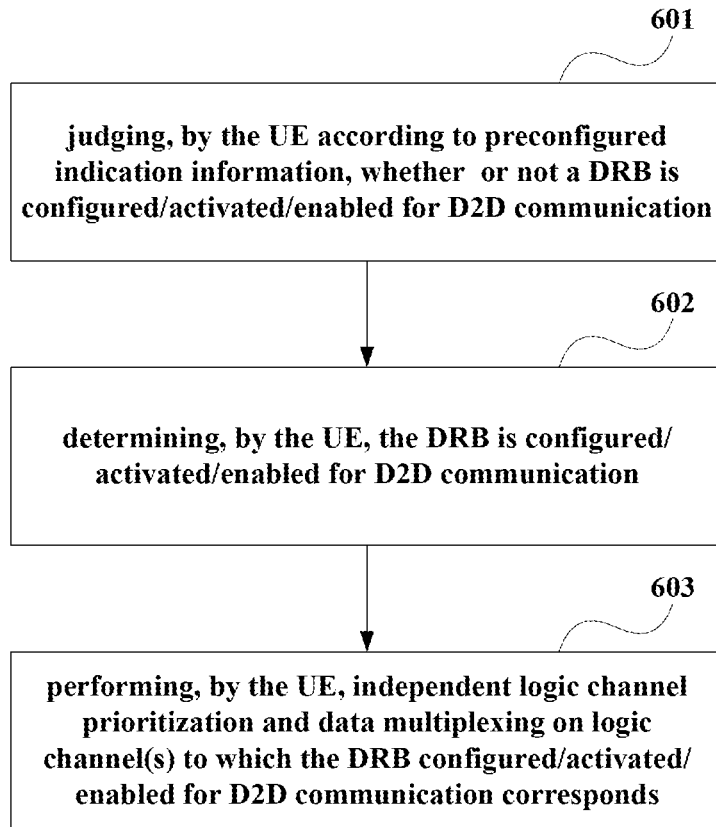 601
judging, by the UE according to preconfigured
indication information, whether or not a DRB is
configured/activated/enabled for D2D communication
602
determining, by the UE, the DRB is configured/
activated/enabled for D2D communication
603
performing, by the UE, independent logic channel
prioritization and data multiplexing on logic
channel(s) to which the DRB configured/activated/
enabled for D2D communication corresponds